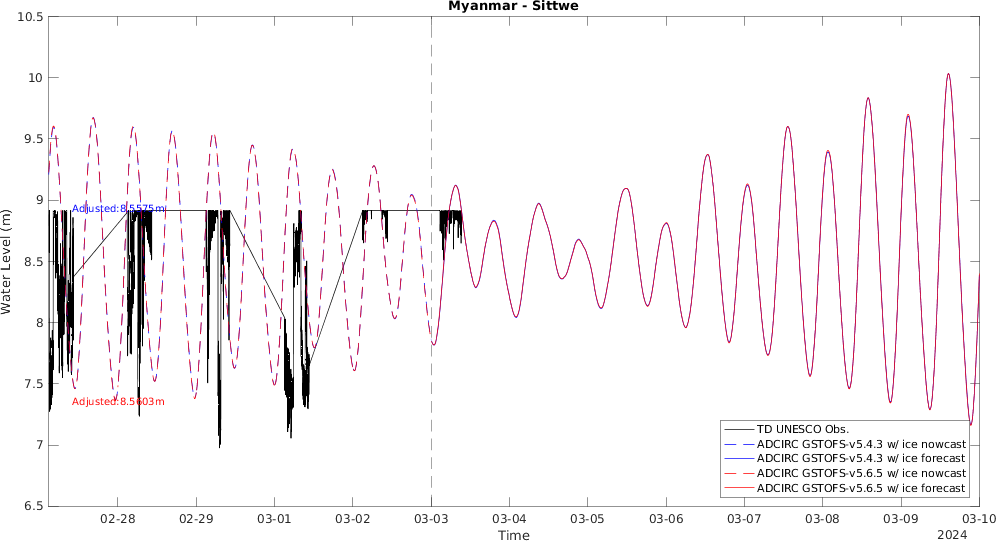 Myanmar - Sittwe
10.5
10
9.5
9
8.5
8
7.5
7
6.5
Water Level (m)
Adjusted:8.5575m
Adjusted:8.5603m
TD UNESCO Obs.
ADCIRC GSTOFS-v5.4.3 w/ ice nowcast
ADCIRC GSTOFS-v5.4.3 w/ ice forecast
ADCIRC GSTOFS-v5.6.5 w/ ice nowcast
ADCIRC GSTOFS-v5.6.5 w/ ice forecast
02-28 02-29 03-01 03-02 03-03 03-04 03-05 03-06 03-07 03-08 03-09 03-10
Time
2024